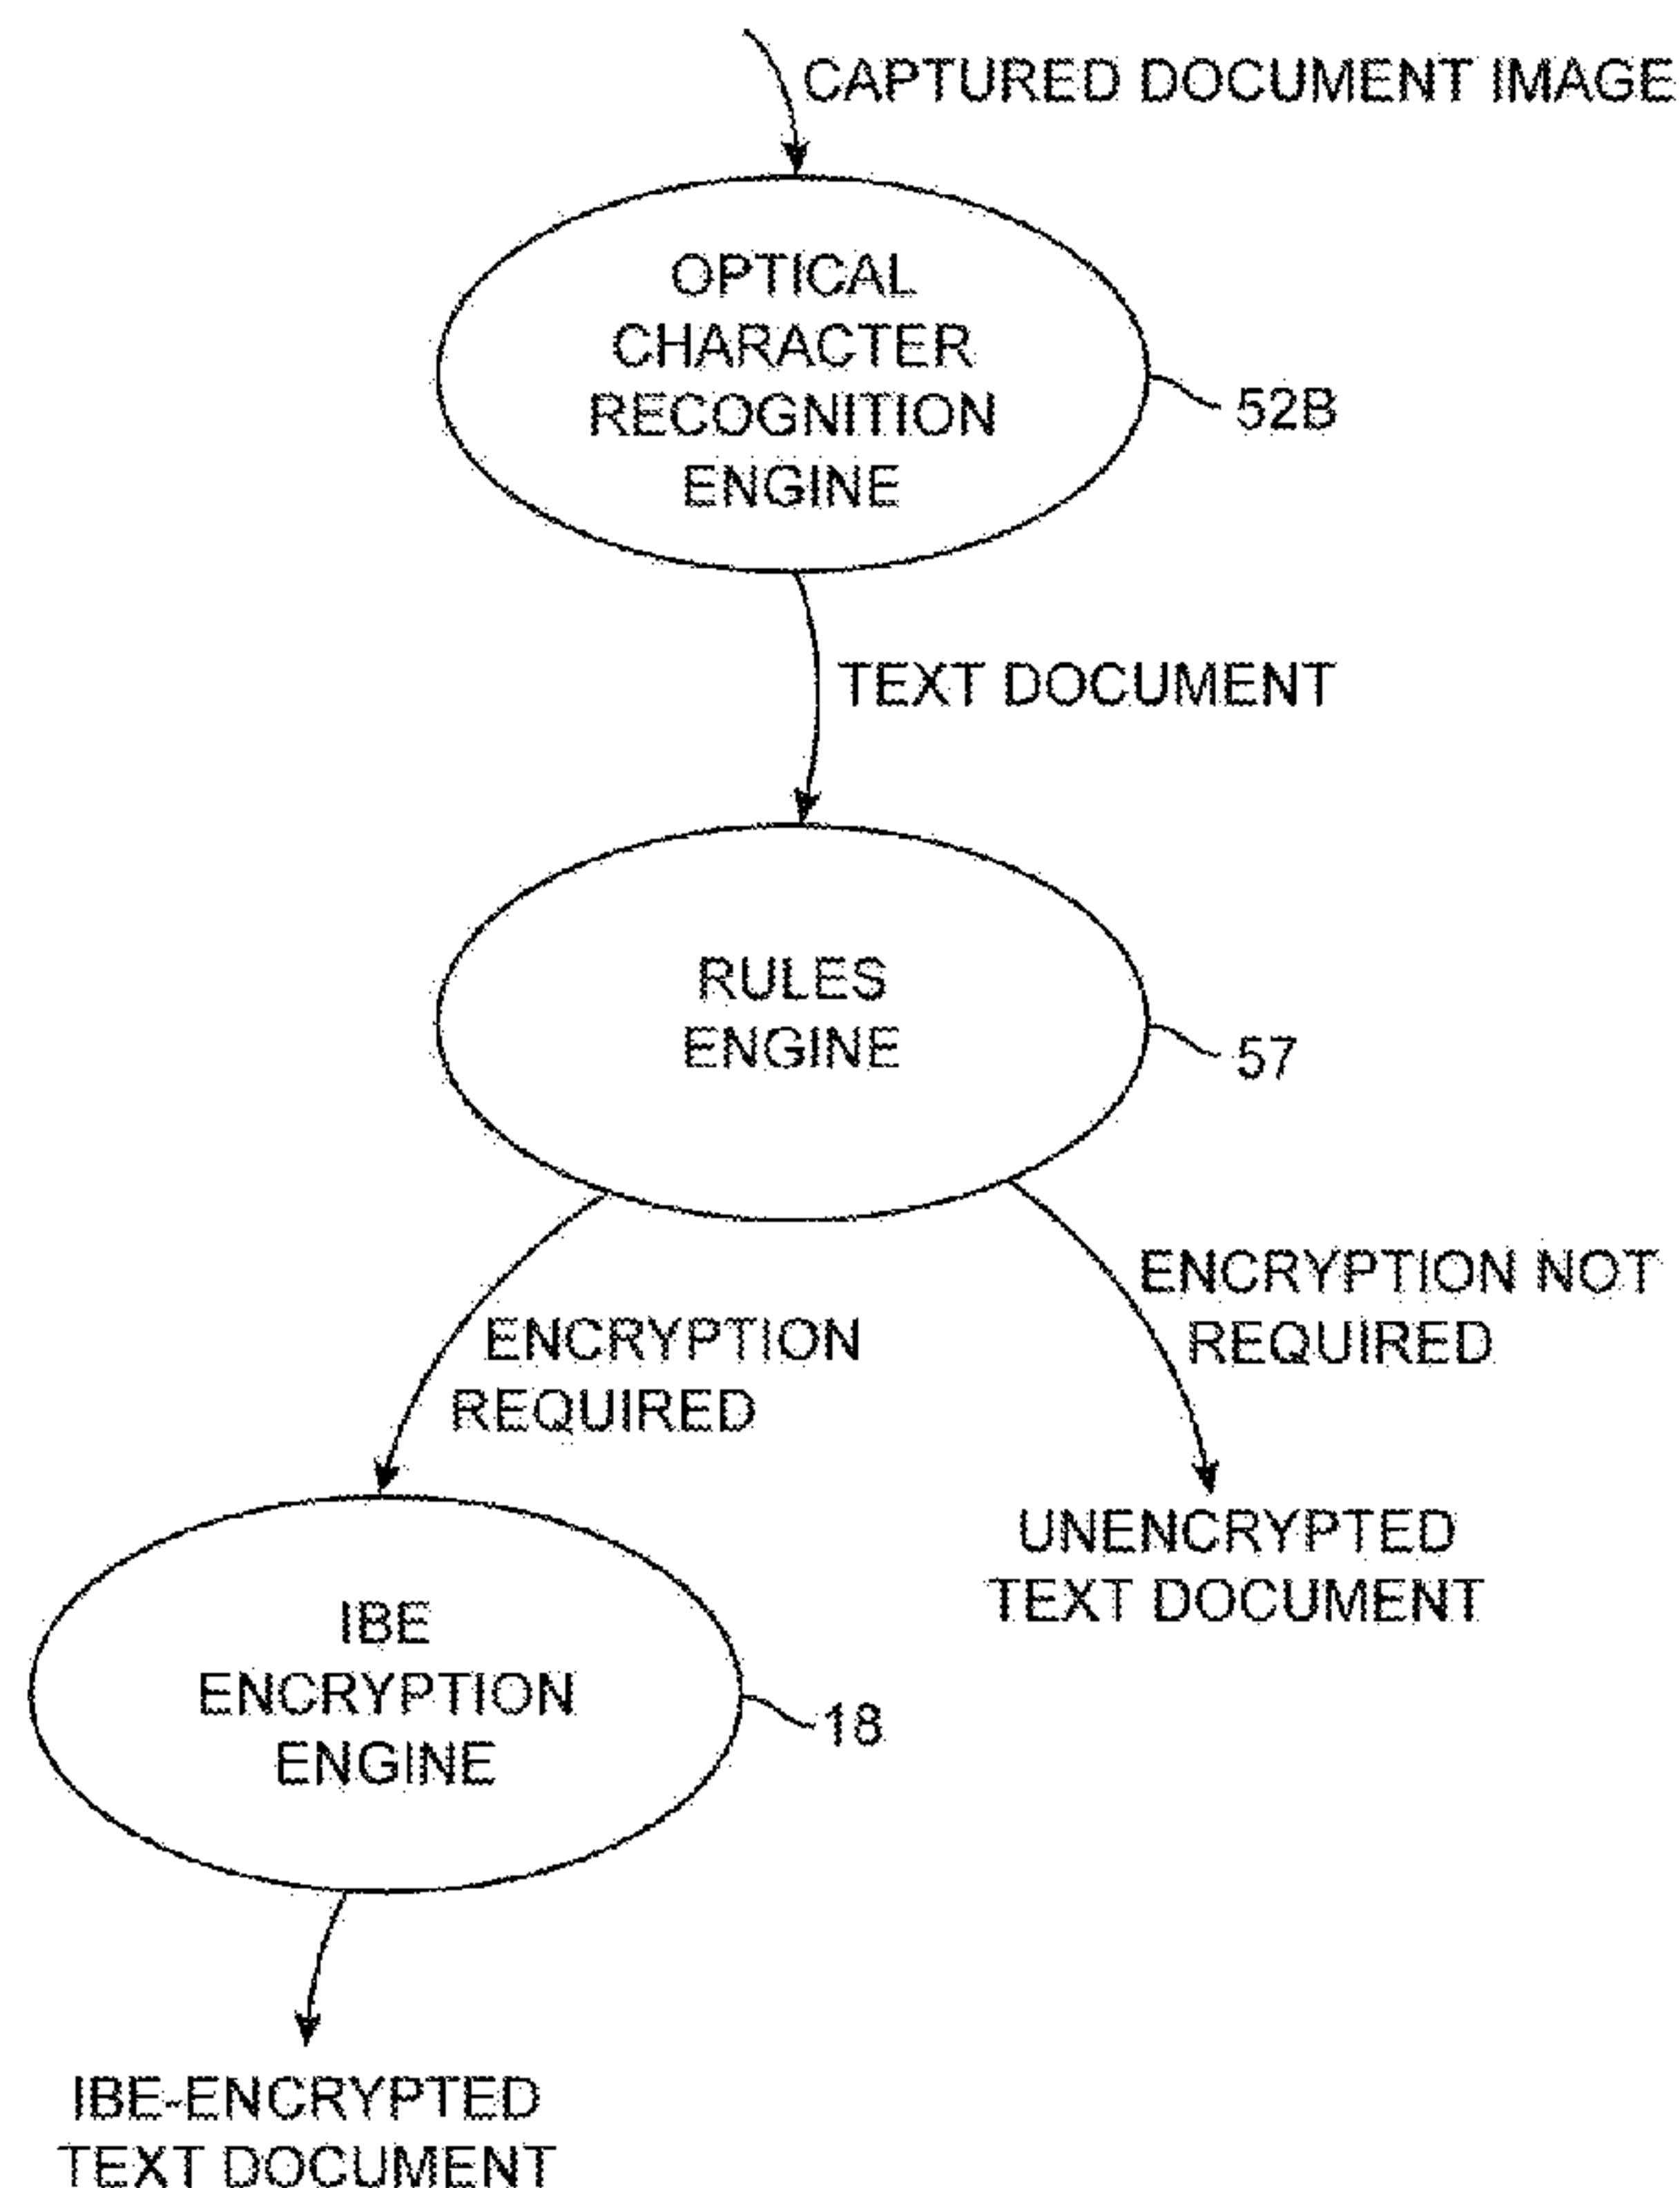 CAPTURED DOCUMENT IMAGE
OPTICAL
CHARACTER
RECOGNITION
ENGINE
52B
TEXT DOCUMENT
RULES
ENGINE
57
ENCRYPTION NOT
REQUIRED
ENCRYPTION
REQUIRED
UNENCRYPTED
TEXT DOCUMENT
IBE
ENCRYPTION
ENGINE
18
IBE-ENCRYPTED
TEXT DOCUMENT